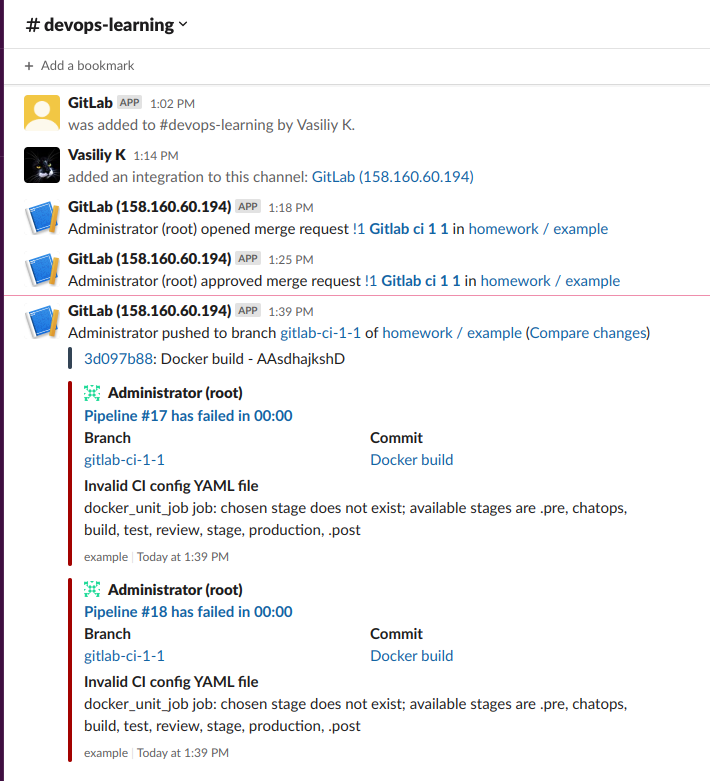 # devops-learning
+ Add a bookmark
GitLab APP 1:02 PM
was added to #devops-learning by Vasiliy K.
Vasiliy K 1:14 PM
added an integration to this channel: GitLab (158.160.60.194)
GitLab (158.160.60.194) APP 1:18 PM
Administrator (root) opened merge request !1 Gitlab ci 1 1 in homework / example
GitLab (158.160.60.194) APP 1:25 PM
Administrator (root) approved merge request !1 Gitlab ci 1 1 in homework / example
GitLab (158.160.60.194) APP 1:39 PM
Administrator pushed to branch gitlab-ci-1-1 of homework / example (Compare changes)
3d097b88: Docker build - AAsdhajkshD
Administrator (root)
Pipeline #17 has failed in 00:00
Branch Commit
gitlab-ci-1-1 Docker build
Invalid CI config YAML file
docker_unit_job job: chosen stage does not exist; available stages are .pre, chatops,
build, test, review, stage, production, .post
example | Today at 1:39 PM
Administrator (root)
Pipeline #18 has failed in 00:00
Branch Commit
gitlab-ci-1-1 Docker build
Invalid CI config YAML file
docker_unit_job job: chosen stage does not exist; available stages are .pre, chatops,
build, test, review, stage, production, .post
example | Today at 1:39 PM